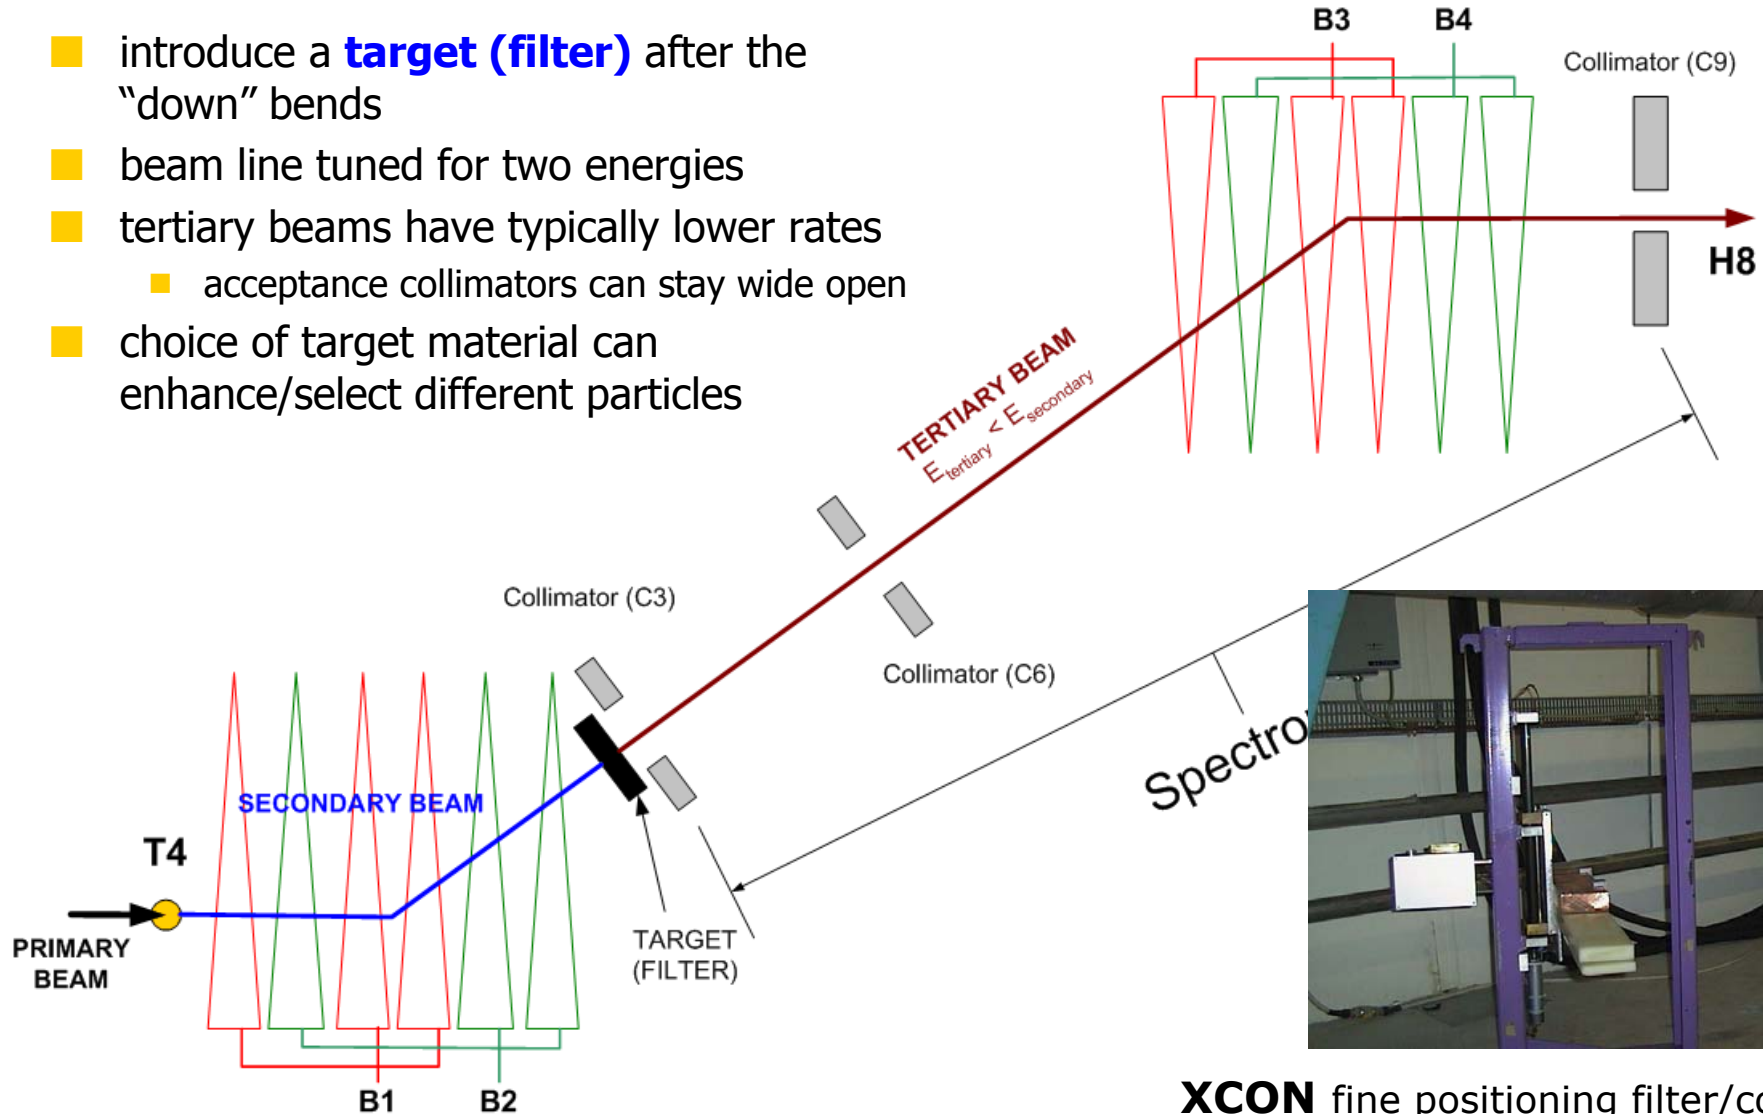 introduce a target (filter) after the
“down” bends
beam line tuned for two energies
tertiary beams have typically lower rates
acceptance collimators can stay wide open
choice of target material can
enhance/select different particles
B3
B4
Collimator (C9)
H8
TERTIARY BEAM
E_tertiary < E_secondary
Collimator (C3)
Collimator (C6)
SECONDARY BEAM
T4
PRIMARY
BEAM
TARGET
(FILTER)
B1
B2
XCON fine positioning filter/co